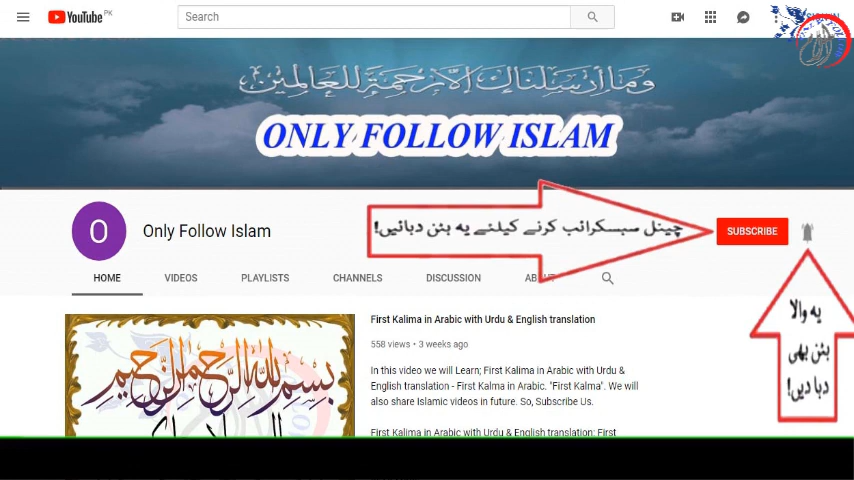 YouTube PK
Search
وما أرسلناك إلا رحمة للعالمين
ONLY FOLLOW ISLAM
O
Only Follow Islam
چینل سبسکرائب کرنے کیلئے یہ بٹن دبائیں!
SUBSCRIBE
HOME VIDEOS PLAYLISTS CHANNELS DISCUSSION
یہ والا
بٹن بھی
دبا دیں!
First Kalima in Arabic with Urdu & English translation
558 views • 3 weeks ago
In this video we will Learn; First Kalima in Arabic with Urdu &
English translation - First Kalma in Arabic. "First Kalma". We will
also share Islamic videos in future. So, Subscribe Us.
First Kalima in Arabic with Urdu & English translation: First
بسم الله الرحمن الرحيم